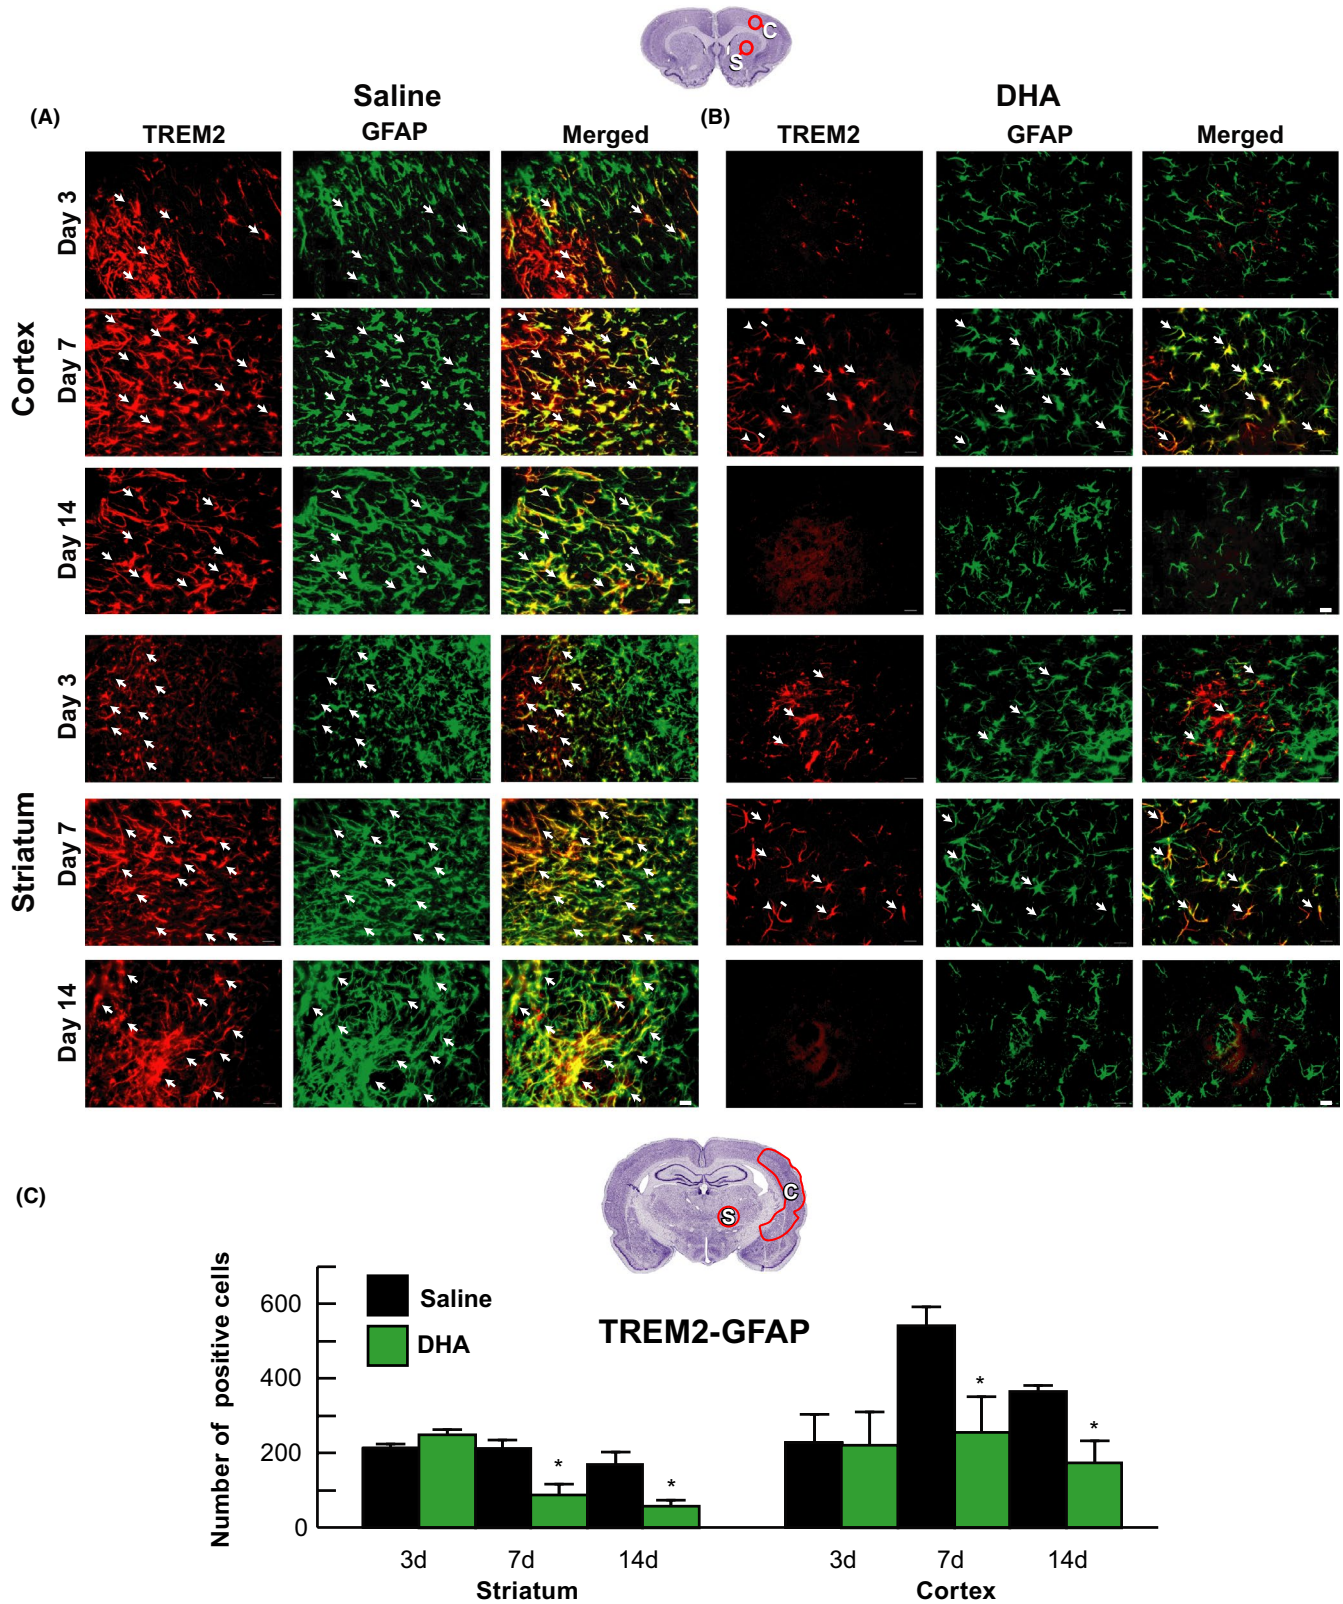 C
S
Saline
DHA
(A)
(B)
TREM2
GFAP
Merged
TREM2
GFAP
Merged
Cortex
Day 3
Day 7
Day 14
Striatum
Day 3
Day 7
Day 14
(C)
C
S
Number of positive cells
600
400
200
0
Saline
DHA
TREM2-GFAP
*
*
*
*
3d
7d
14d
3d
7d
14d
Striatum
Cortex